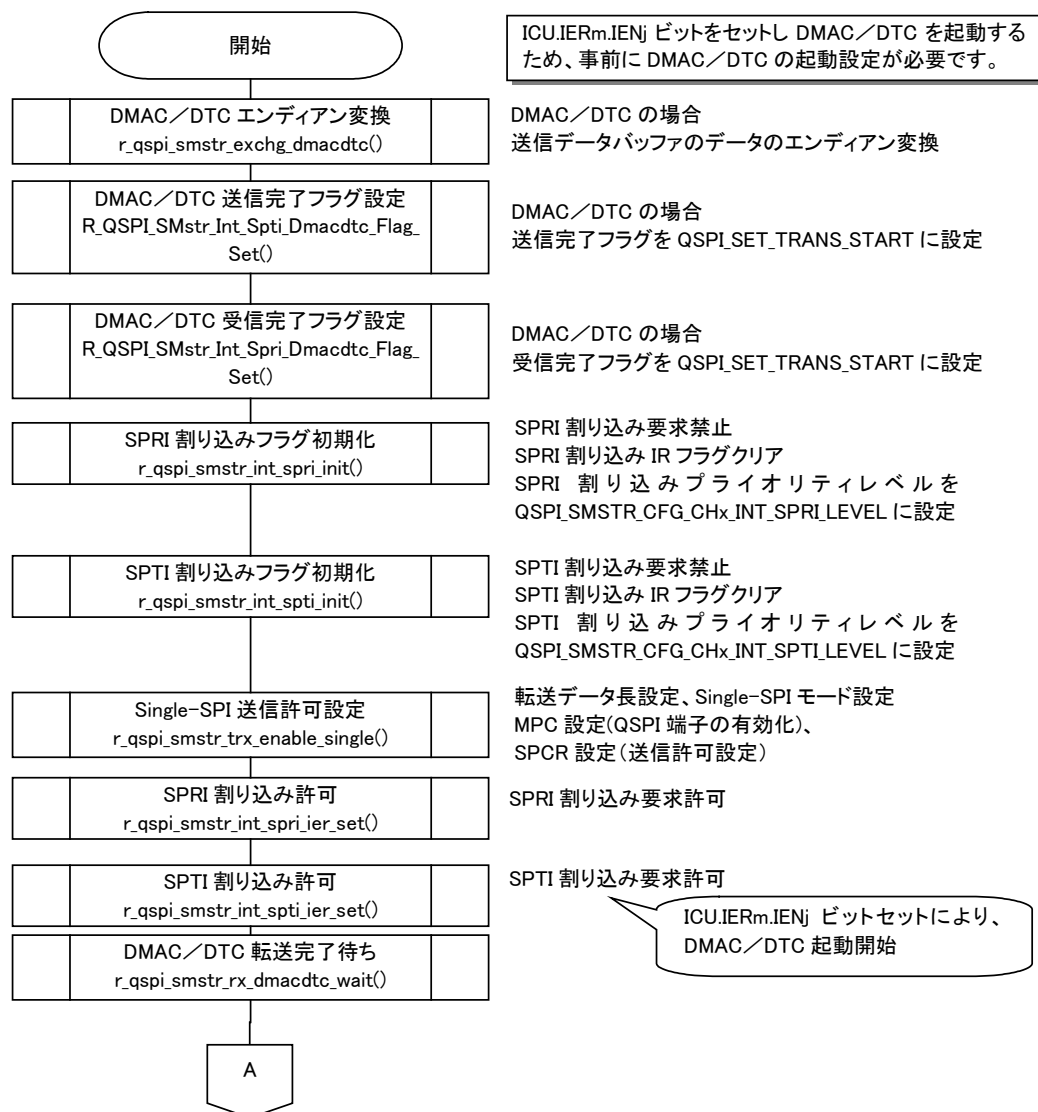 開始
ICU.IERm.IENj ビットをセットし DMAC／DTC を起動する
ため、事前に DMAC／DTC の起動設定が必要です。
DMAC／DTC エンディアン変換
r_qspi_smstr_exchg_dmacdtc()
DMAC／DTC の場合
送信データバッファのデータのエンディアン変換
DMAC／DTC 送信完了フラグ設定
R_QSPI_SMstr_Int_Spti_Dmacdtc_Flag_
Set()
DMAC／DTC の場合
送信完了フラグを QSPI_SET_TRANS_START に設定
DMAC／DTC 受信完了フラグ設定
R_QSPI_SMstr_Int_Spri_Dmacdtc_Flag_
Set()
DMAC／DTC の場合
受信完了フラグを QSPI_SET_TRANS_START に設定
SPRI 割り込みフラグ初期化
r_qspi_smstr_int_spri_init()
SPRI 割り込み要求禁止
SPRI 割り込み IR フラグクリア
SPRI 割り込みプライオリティレベルを
QSPI_SMSTR_CFG_CHx_INT_SPRI_LEVEL に設定
SPTI 割り込みフラグ初期化
r_qspi_smstr_int_spti_init()
SPTI 割り込み要求禁止
SPTI 割り込み IR フラグクリア
SPTI 割り込みプライオリティレベルを
QSPI_SMSTR_CFG_CHx_INT_SPTI_LEVEL に設定
Single-SPI 送信許可設定
r_qspi_smstr_trx_enable_single()
転送データ長設定、Single-SPI モード設定
MPC 設定(QSPI 端子の有効化)、
SPCR 設定（送信許可設定）
SPRI 割り込み許可
r_qspi_smstr_int_spri_ier_set()
SPRI 割り込み要求許可
SPTI 割り込み許可
r_qspi_smstr_int_spti_ier_set()
SPTI 割り込み要求許可
ICU.IERm.IENj ビットセットにより、
DMAC／DTC 起動開始
DMAC／DTC 転送完了待ち
r_qspi_smstr_rx_dmacdtc_wait()
A